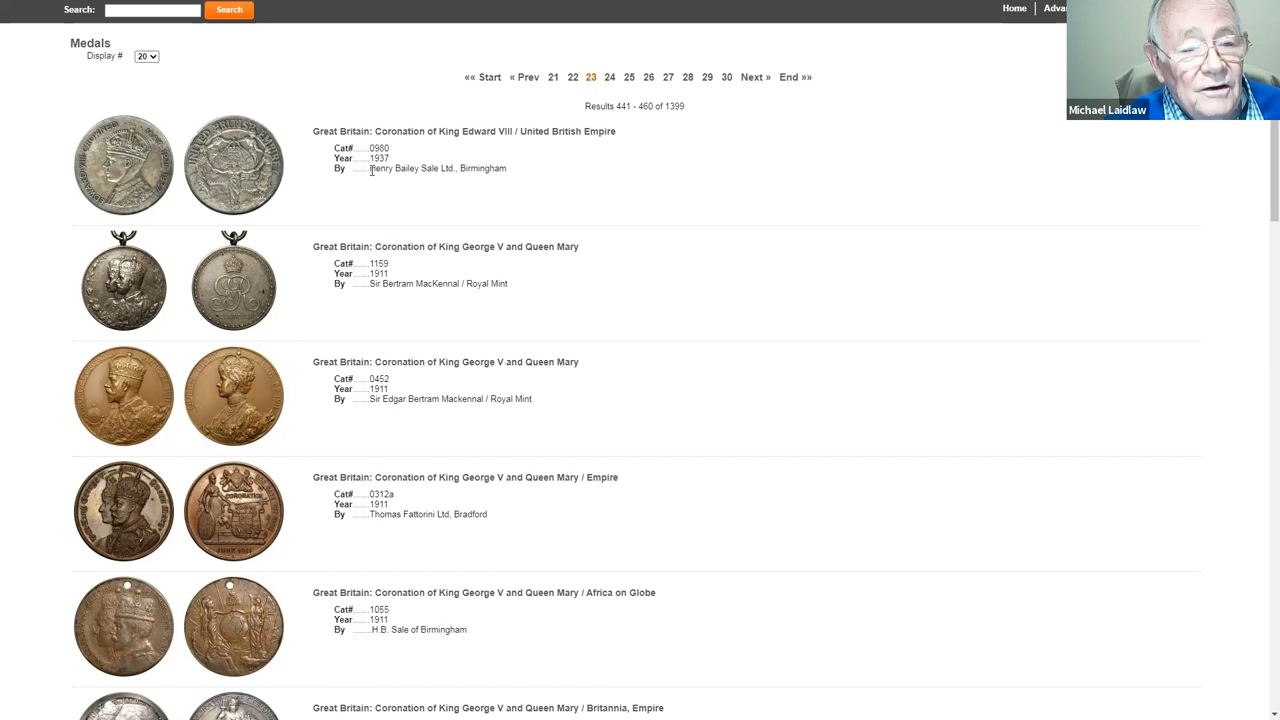 Search: Search Home
Medals
Display # 20
«« Start « Prev 21 22 23 24 25 26 27 28 29 30 Next » End »»
Results 441 - 460 of 1399
Michael Laidlaw
Great Britain: Coronation of King Edward VIII / United British Empire
Cat#......0980
Year......1937
By ......Henry Bailey Sale Ltd., Birmingham
Great Britain: Coronation of King George V and Queen Mary
Cat#......1159
Year......1911
By ......Sir Bertram MacKennal / Royal Mint
Great Britain: Coronation of King George V and Queen Mary
Cat#......0452
Year......1911
By ......Sir Edgar Bertram Mackennal / Royal Mint
Great Britain: Coronation of King George V and Queen Mary / Empire
Cat#......0312a
Year......1911
By ......Thomas Fattorini Ltd, Bradford
Great Britain: Coronation of King George V and Queen Mary / Africa on Globe
Cat#......1055
Year......1911
By .......H.B. Sale of Birmingham
Great Britain: Coronation of King George V and Queen Mary / Britannia, Empire